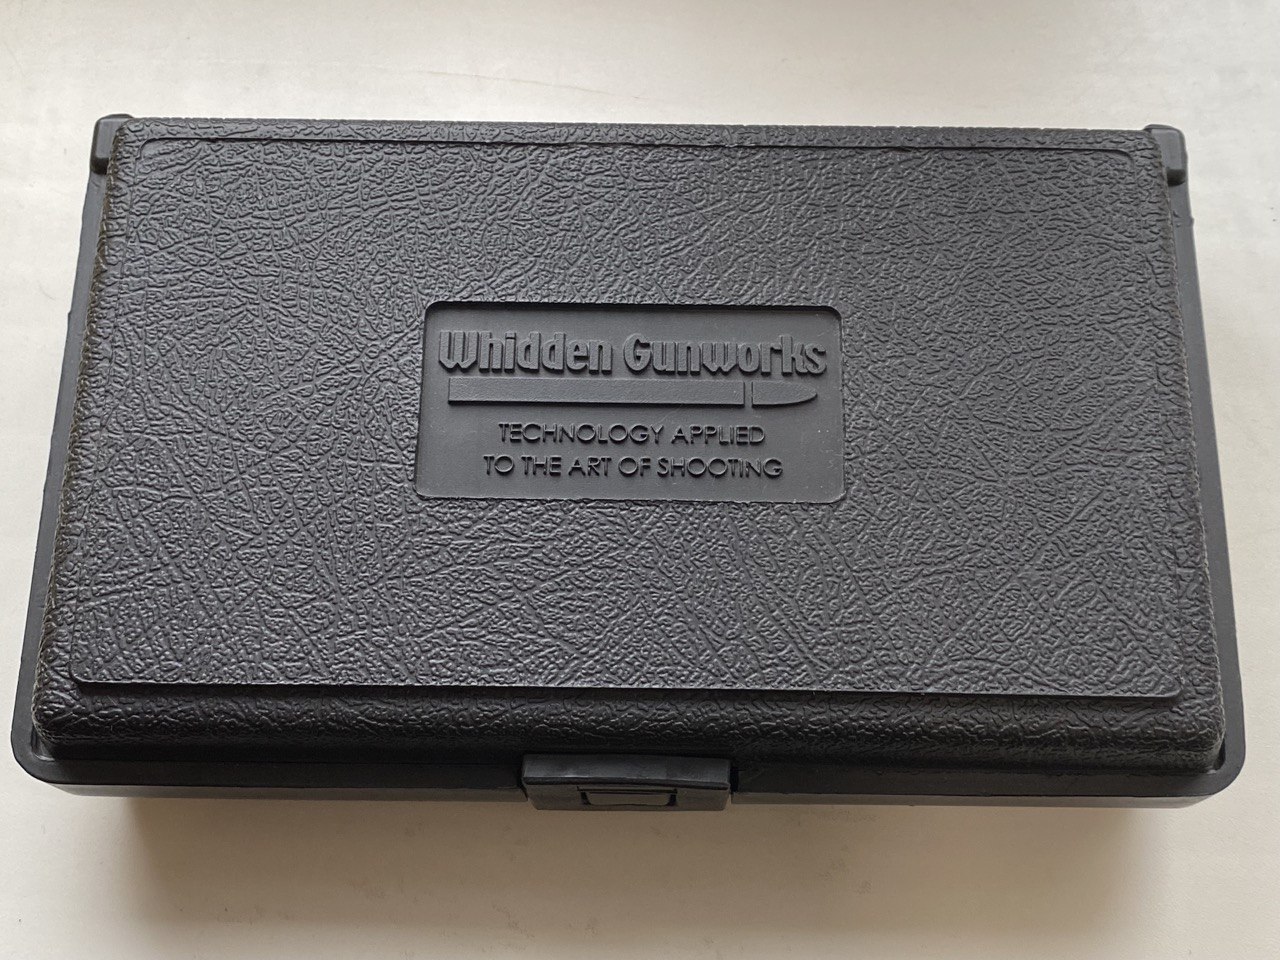 Whidden Gunworks
TECHNOLOGY APPLIED
TO THE ART OF SHOOTING